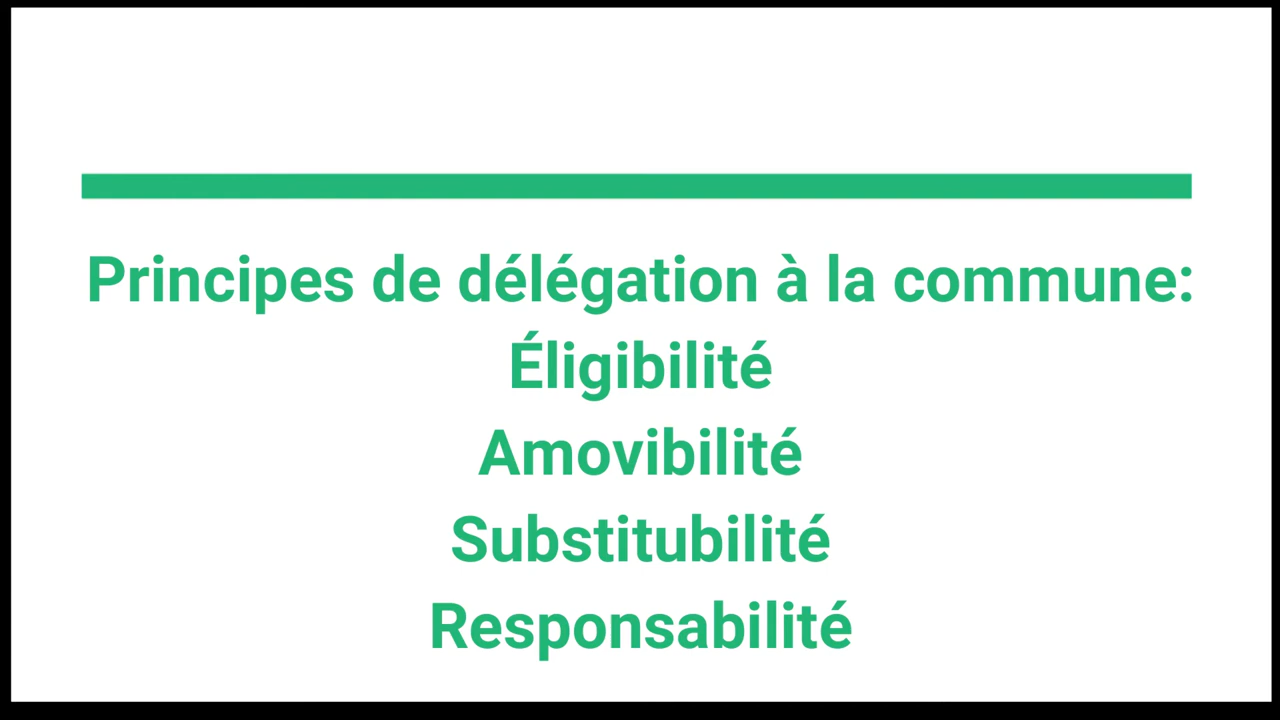 Principes de délégation à la commune:
Éligibilité
Amovibilité
Substitubilité
Responsabilité